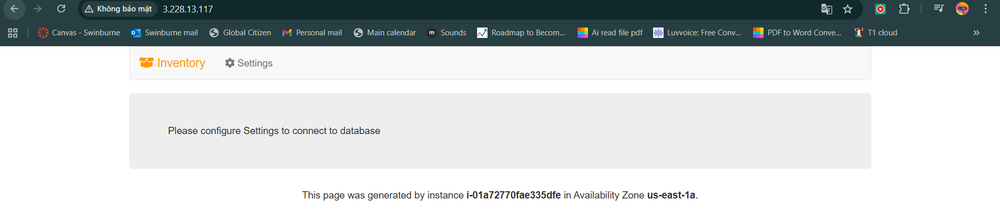 Không bảo mật 3.228.13.117
Canvas - Swinburne Swinburne mail Global Citizen Personal mail Main calendar m Sounds Roadmap to Becom... Ai read file pdf Luvvoice: Free Conv... PDF to Word Conve... T1 cloud
Inventory Settings
Please configure Settings to connect to database
This page was generated by instance i-01a72770fae335dfe in Availability Zone us-east-1a.